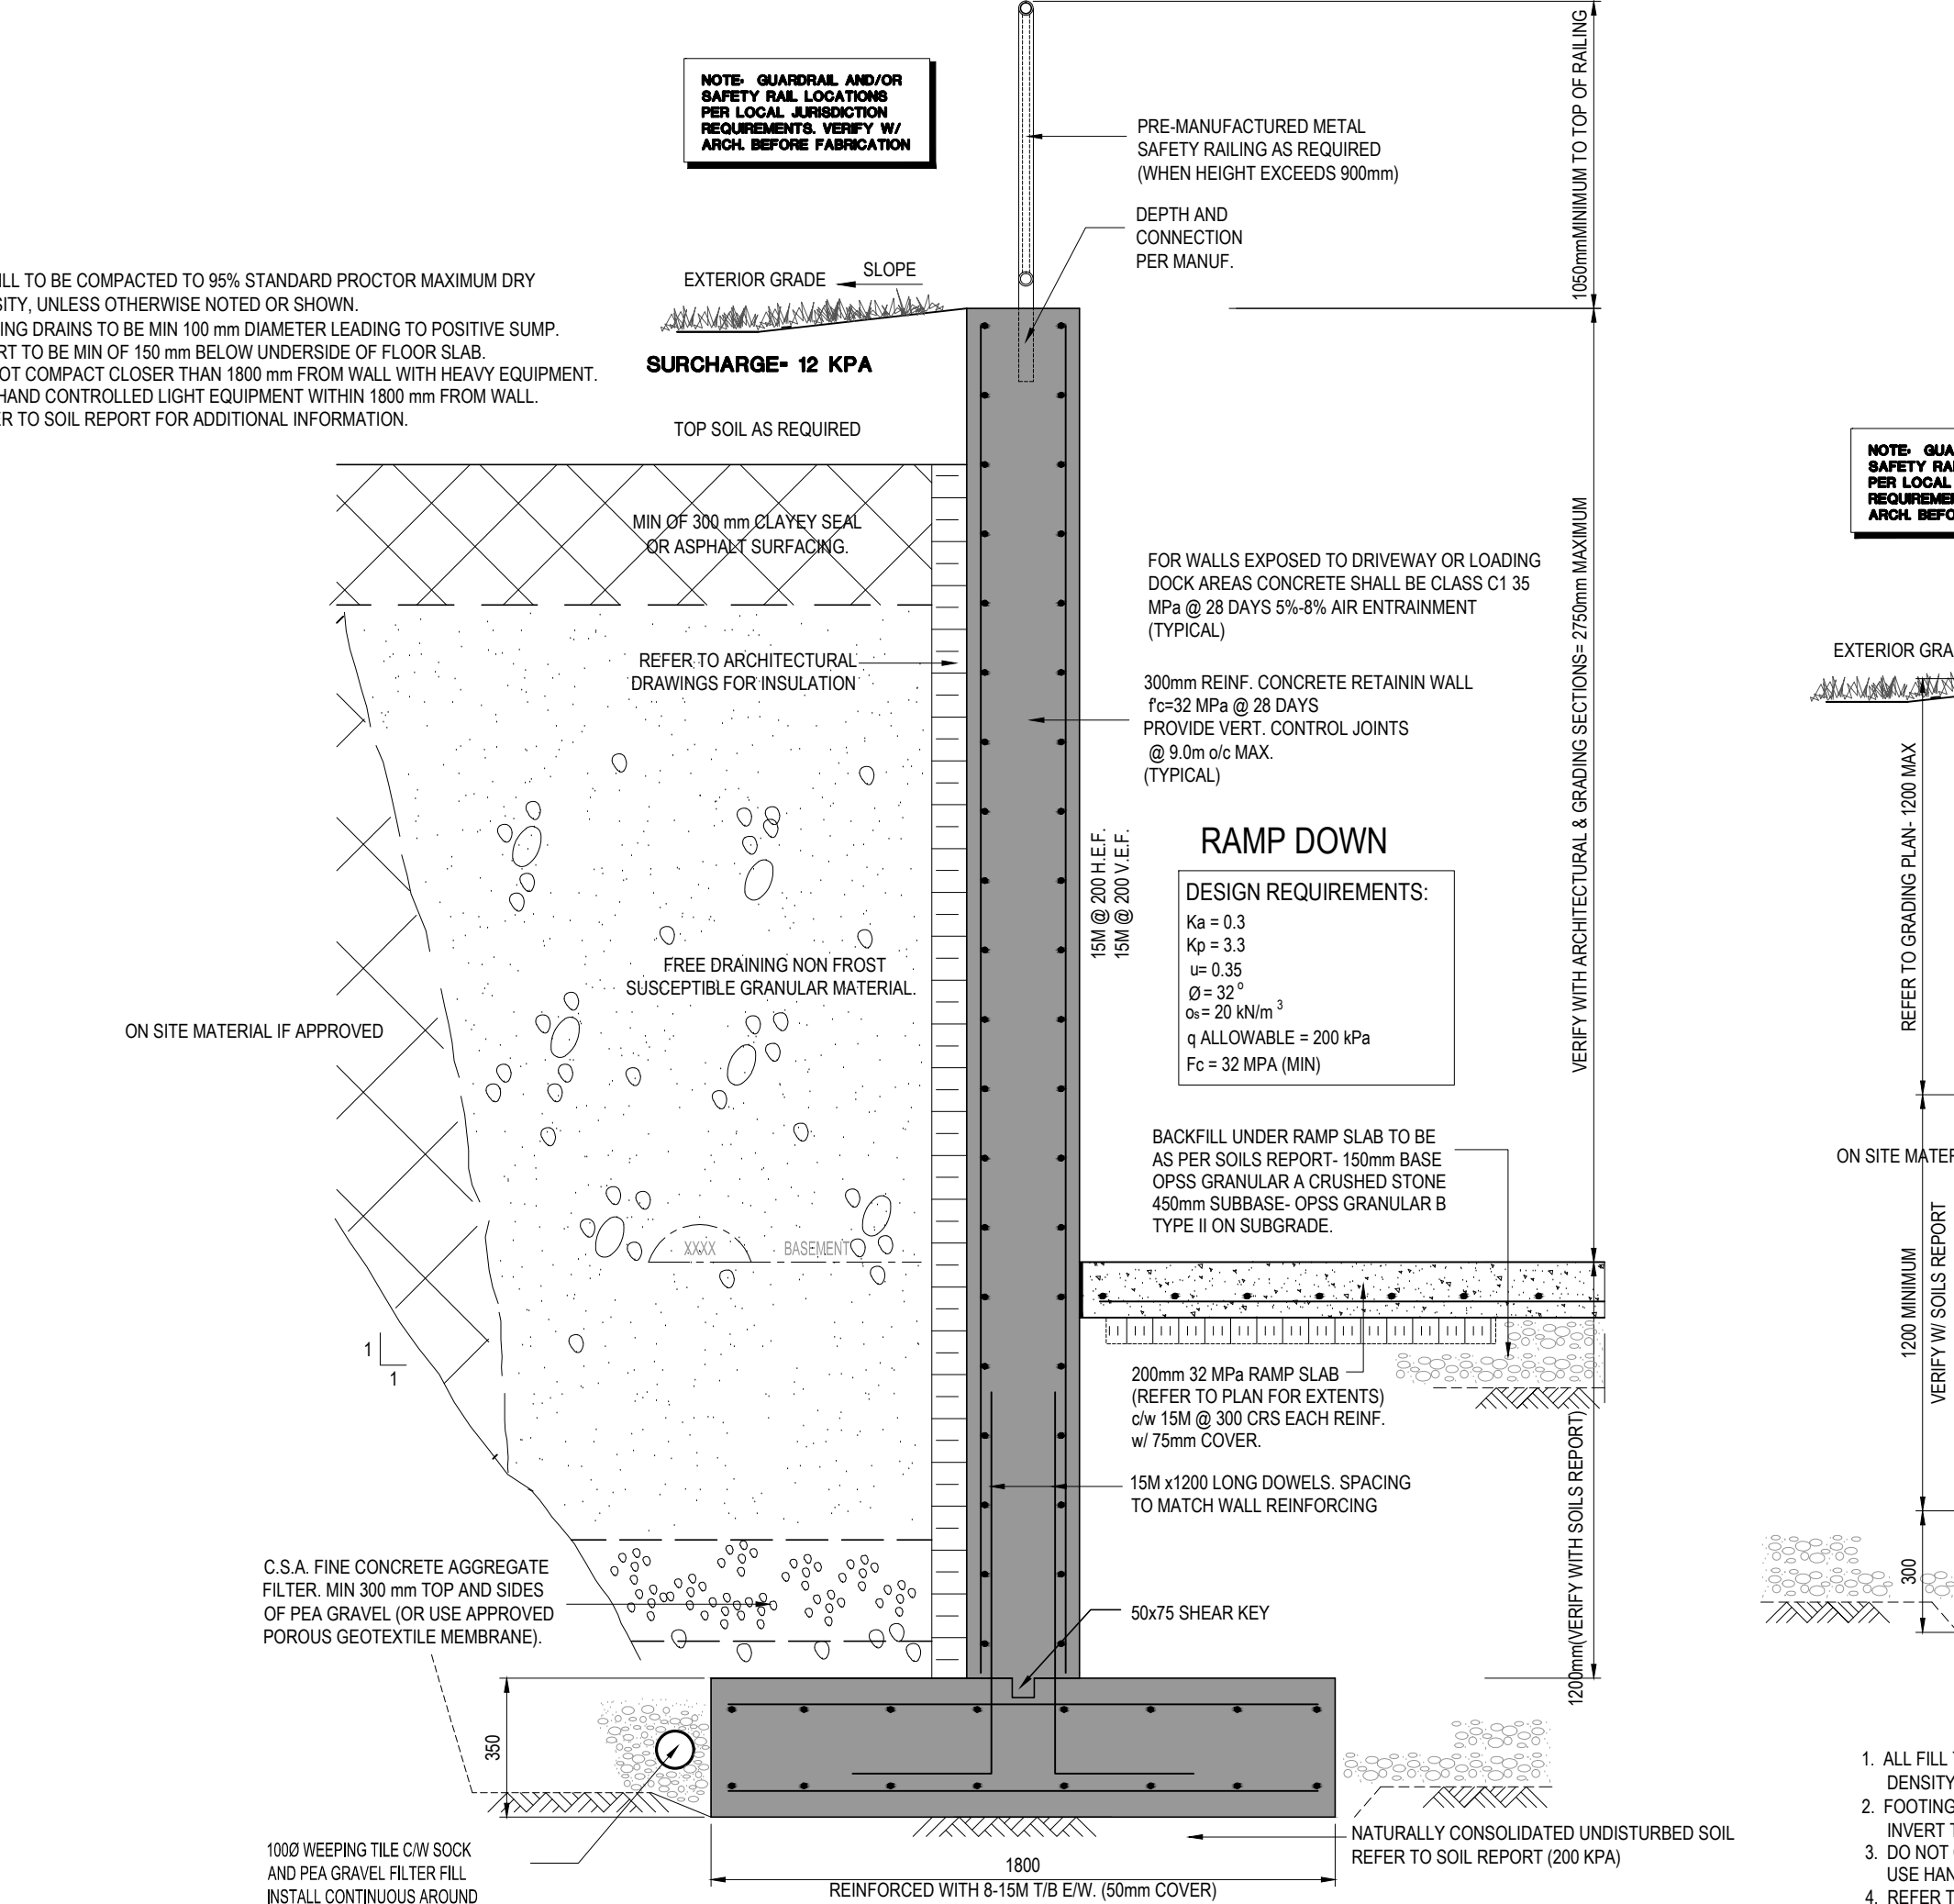 NOTE: GUARDRAIL AND/OR
SAFETY RAIL LOCATIONS
PER LOCAL JURISDICTION
REQUIREMENTS. VERIFY W/
ARCH. BEFORE FABRICATION
1050mmMINIMUM TO TOP OF RAILING
PRE-MANUFACTURED METAL
SAFETY RAILING AS REQUIRED
(WHEN HEIGHT EXCEEDS 900mm)
DEPTH AND
CONNECTION
PER MANUF.
ILL TO BE COMPACTED TO 95% STANDARD PROCTOR MAXIMUM DRY
SITY, UNLESS OTHERWISE NOTED OR SHOWN.
ING DRAINS TO BE MIN 100 mm DIAMETER LEADING TO POSITIVE SUMP.
RT TO BE MIN OF 150 mm BELOW UNDERSIDE OF FLOOR SLAB.
OT COMPACT CLOSER THAN 1800 mm FROM WALL WITH HEAVY EQUIPMENT.
HAND CONTROLLED LIGHT EQUIPMENT WITHIN 1800 mm FROM WALL.
ER TO SOIL REPORT FOR ADDITIONAL INFORMATION.
EXTERIOR GRADE
SLOPE
SURCHARGE= 12 KPA
TOP SOIL AS REQUIRED
MIN OF 300 mm CLAYEY SEAL
OR ASPHALT SURFACING.
REFER TO ARCHITECTURAL
DRAWINGS FOR INSULATION
FREE DRAINING NON FROST
SUSCEPTIBLE GRANULAR MATERIAL.
ON SITE MATERIAL IF APPROVED
XXXX
BASEMENT
1
1
FOR WALLS EXPOSED TO DRIVEWAY OR LOADING
DOCK AREAS CONCRETE SHALL BE CLASS C1 35
MPa @ 28 DAYS 5%-8% AIR ENTRAINMENT
(TYPICAL)
300mm REINF. CONCRETE RETAININ WALL
f'c=32 MPa @ 28 DAYS
PROVIDE VERT. CONTROL JOINTS
@ 9.0m o/c MAX.
(TYPICAL)
15M @ 200 H.E.F.
15M @ 200 V.E.F.
RAMP DOWN
DESIGN REQUIREMENTS:
Ka = 0.3
Kp = 3.3
u= 0.35
Ø = 32°
os= 20 kN/m³
q ALLOWABLE = 200 kPa
Fc = 32 MPA (MIN)
VERIFY WITH ARCHITECTURAL & GRADING SECTIONS= 2750mm MAXIMUM
BACKFILL UNDER RAMP SLAB TO BE
AS PER SOILS REPORT- 150mm BASE
OPSS GRANULAR A CRUSHED STONE
450mm SUBBASE- OPSS GRANULAR B
TYPE II ON SUBGRADE.
200mm 32 MPa RAMP SLAB
(REFER TO PLAN FOR EXTENTS)
c/w 15M @ 300 CRS EACH REINF.
w/ 75mm COVER.
15M x1200 LONG DOWELS. SPACING
TO MATCH WALL REINFORCING
1200mm(VERIFY WITH SOILS REPORT)
50x75 SHEAR KEY
C.S.A. FINE CONCRETE AGGREGATE
FILTER. MIN 300 mm TOP AND SIDES
OF PEA GRAVEL (OR USE APPROVED
POROUS GEOTEXTILE MEMBRANE).
350
100Ø WEEPING TILE C/W SOCK
AND PEA GRAVEL FILTER FILL
INSTALL CONTINUOUS AROUND
1800
REINFORCED WITH 8-15M T/B E/W. (50mm COVER)
NATURALLY CONSOLIDATED UNDISTURBED SOIL
REFER TO SOIL REPORT (200 KPA)
NOTE: GUA
SAFETY RAI
PER LOCAL
REQUIREME
ARCH. BEFO
EXTERIOR GRA
REFER TO GRADING PLAN- 1200 MAX
ON SITE MATER
1200 MINIMUM
VERIFY W/ SOILS REPORT
300
1. ALL FILL T
DENSITY
2. FOOTING
INVERT T
3. DO NOT
USE HAN
4. REFER T